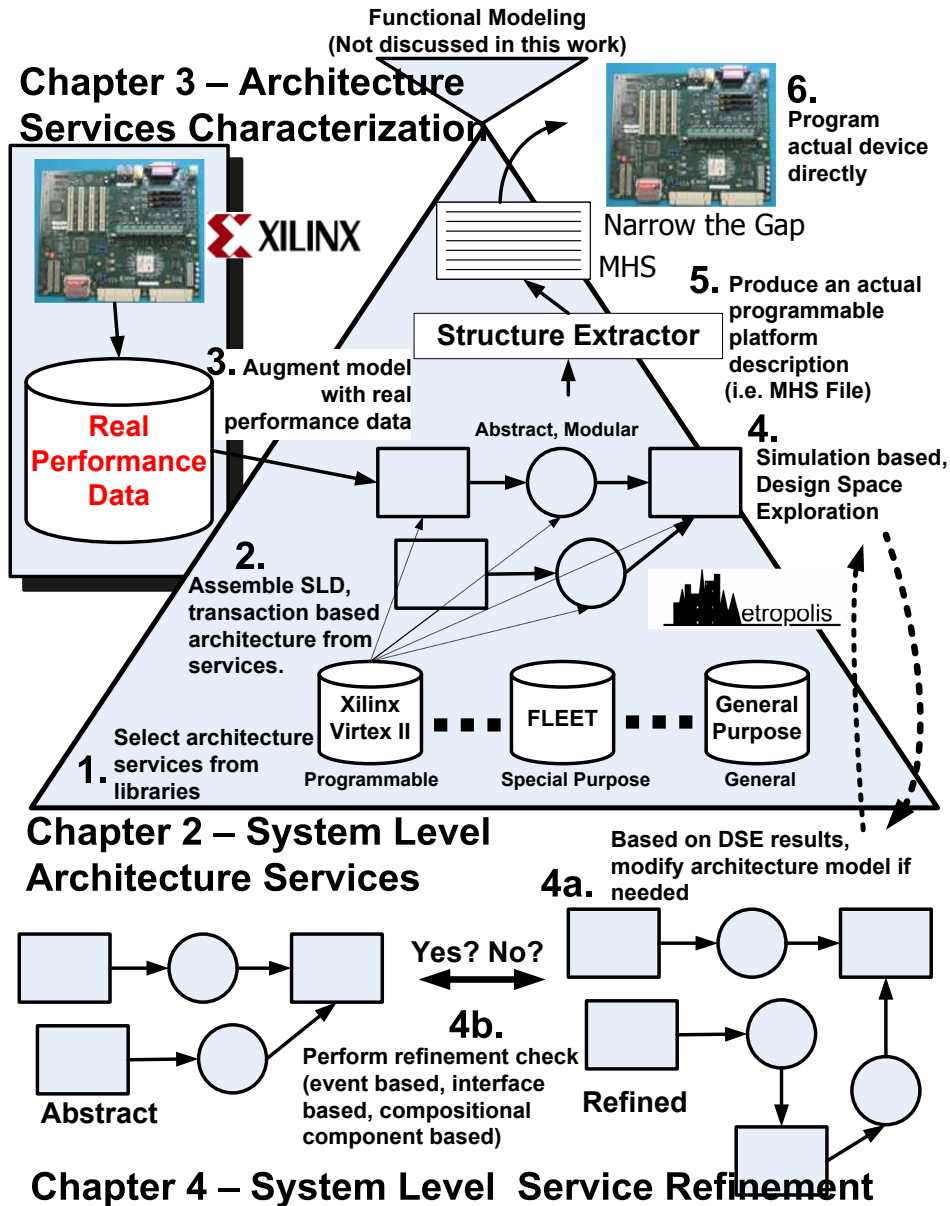 Functional Modeling
(Not discussed in this work)
Chapter 3 – Architecture
Services Characterization
6.
Program
actual device
directly
XILINX
Narrow the Gap
MHS
5. Produce an actual
programmable
platform
description
(i.e. MHS File)
Structure Extractor
3. Augment model
with real
performance data
Real
Performance
Data
Abstract, Modular
4.
Simulation based,
Design Space
Exploration
2.
Assemble SLD,
transaction based
architecture from
services.
etropolis
Xilinx
Virtex II
FLEET
General
Purpose
1. Select architecture
services from
libraries
Programmable
Special Purpose
General
Chapter 2 – System Level
Architecture Services
Based on DSE results,
modify architecture model if
needed
4a.
Yes? No?
4b.
Perform refinement check
(event based, interface
based, compositional
component based)
Abstract
Refined
Chapter 4 – System Level  Service Refinement